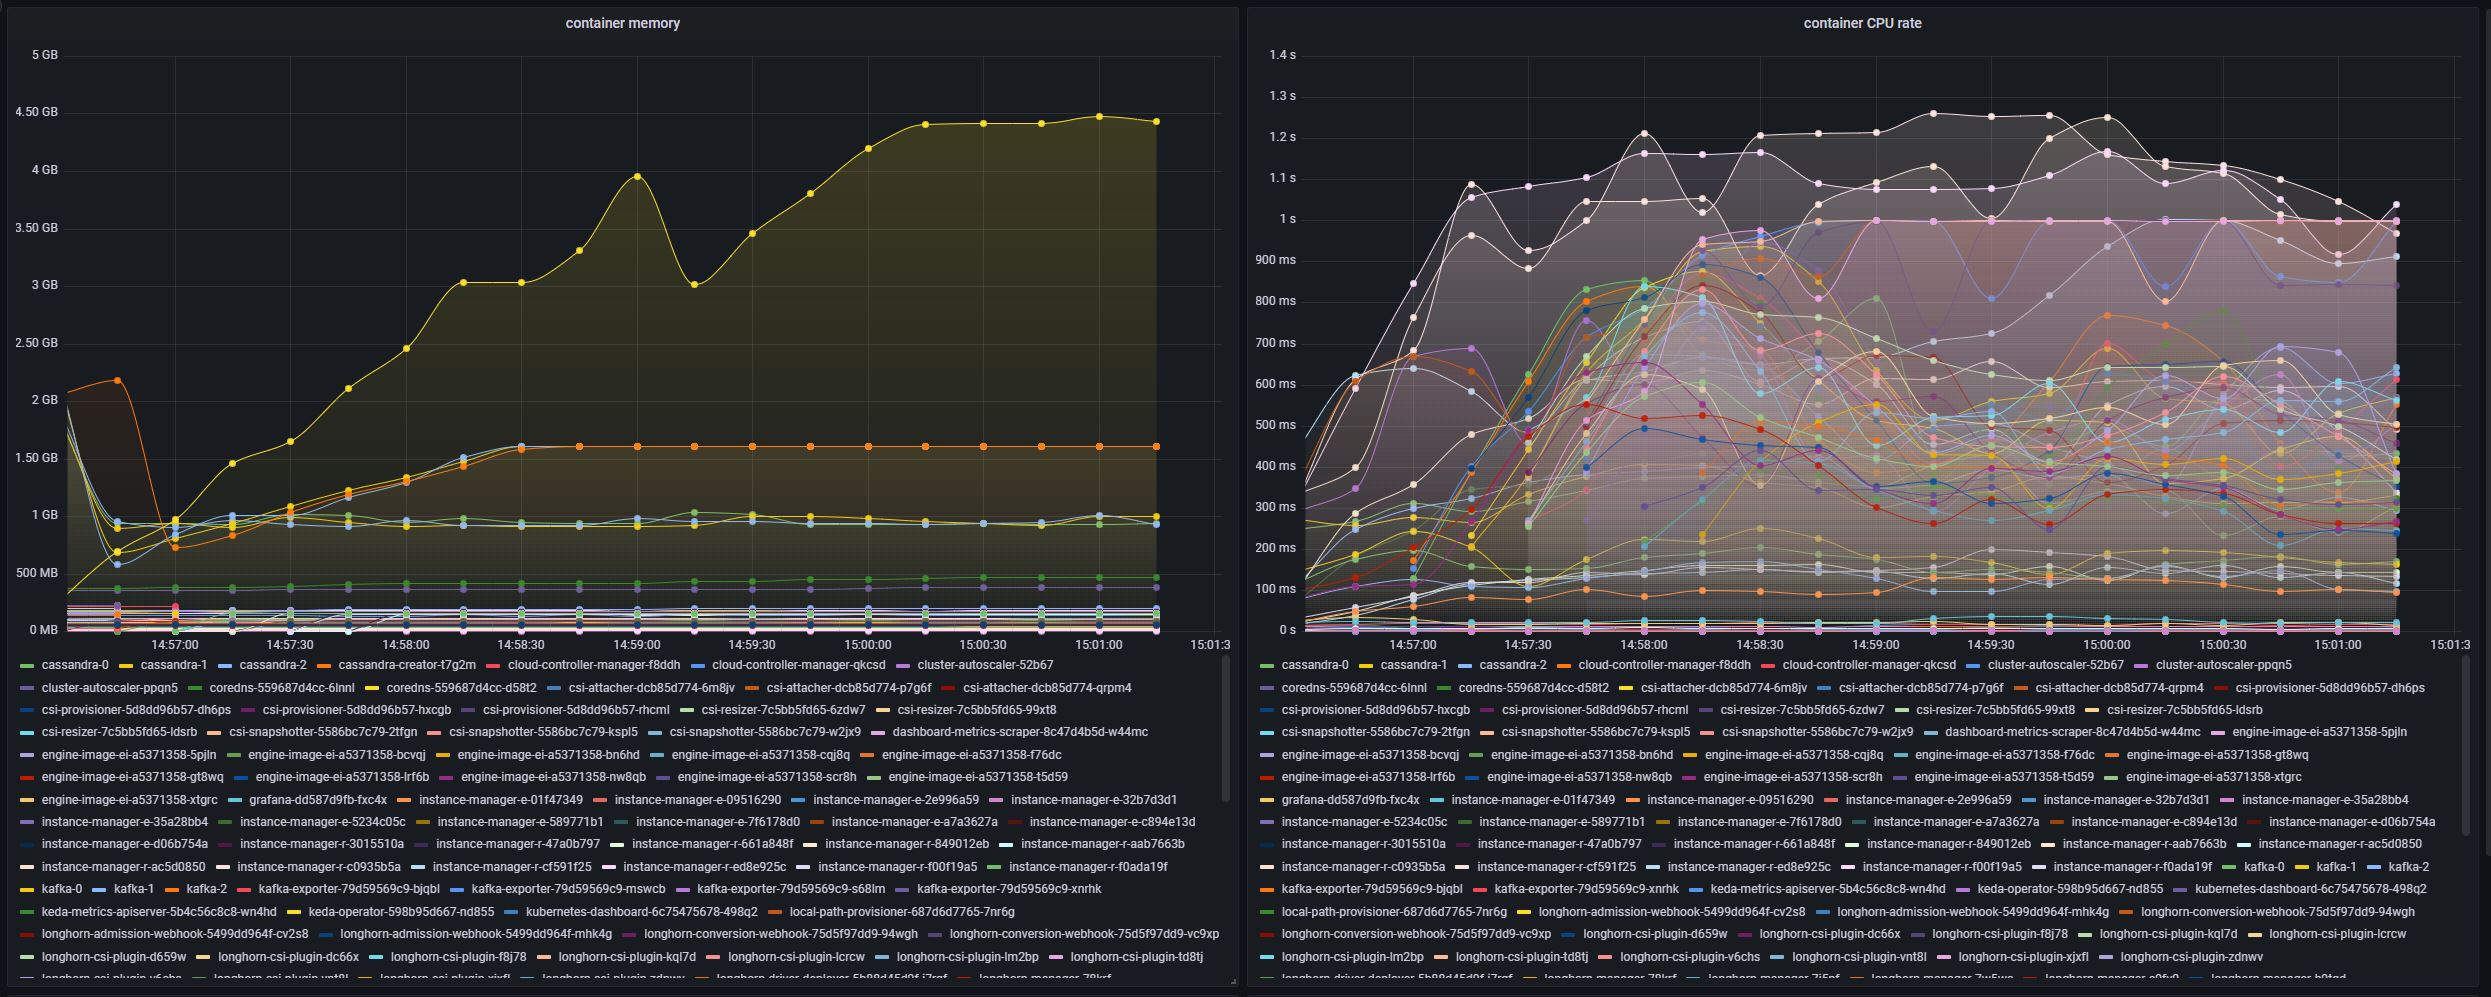 container memory
5 GB
4.50 GB
4 GB
3.50 GB
3 GB
2.50 GB
2 GB
1.50 GB
1 GB
500 MB
0 MB
14:57:00 14:57:30 14:58:00 14:58:30 14:59:00 14:59:30 15:00:00 15:00:30 15:01:00 15:01:3
cassandra-0 cassandra-1 cassandra-2 cassandra-creator-t7g2m cloud-controller-manager-f8ddh cloud-controller-manager-qkcsd cluster-autoscaler-52b67
cluster-autoscaler-ppqn5 coredns-559687d4cc-6lnnl coredns-559687d4cc-d58t2 csi-attacher-dcb85d774-6m8jv csi-attacher-dcb85d774-p7g6f csi-attacher-dcb85d774-qrpm4
csi-provisioner-5d8dd96b57-dh6ps csi-provisioner-5d8dd96b57-hxcgb csi-provisioner-5d8dd96b57-rhcml csi-resizer-7c5bb5fd65-6zdw7 csi-resizer-7c5bb5fd65-99xt8
csi-resizer-7c5bb5fd65-ldsrb csi-snapshotter-5586bc7c79-2tfgn csi-snapshotter-5586bc7c79-kspl5 csi-snapshotter-5586bc7c79-w2jx9 dashboard-metrics-scraper-8c47d4b5d-w44mc
engine-image-ei-a5371358-5pjln engine-image-ei-a5371358-bcvqj engine-image-ei-a5371358-bn6hd engine-image-ei-a5371358-cqj8q engine-image-ei-a5371358-f76dc
engine-image-ei-a5371358-gt8wq engine-image-ei-a5371358-lrf6b engine-image-ei-a5371358-nw8qb engine-image-ei-a5371358-scr8h engine-image-ei-a5371358-t5d59
engine-image-ei-a5371358-xtgrc grafana-dd587d9fb-fxc4x instance-manager-e-01f47349 instance-manager-e-09516290 instance-manager-e-2e996a59 instance-manager-e-32b7d3d1
instance-manager-e-35a28bb4 instance-manager-e-5234c05c instance-manager-e-589771b1 instance-manager-e-7f6178d0 instance-manager-e-a7a3627a instance-manager-e-c894e13d
instance-manager-e-d06b754a instance-manager-r-3015510a instance-manager-r-47a0b797 instance-manager-r-661a848f instance-manager-r-849012eb instance-manager-r-aab7663b
instance-manager-r-ac5d0850 instance-manager-r-c0935b5a instance-manager-r-cf591f25 instance-manager-r-ed8e925c instance-manager-r-f00f19a5 instance-manager-r-f0ada19f
kafka-0 kafka-1 kafka-2 kafka-exporter-79d59569c9-bjqbl kafka-exporter-79d59569c9-mswcb kafka-exporter-79d59569c9-s68lm kafka-exporter-79d59569c9-xnrhk
keda-metrics-apiserver-5b4c56c8c8-wn4hd keda-operator-598b95d667-nd855 kubernetes-dashboard-6c75475678-498q2 local-path-provisioner-687d6d7765-7nr6g
longhorn-admission-webhook-5499dd964f-cv2s8 longhorn-admission-webhook-5499dd964f-mhk4g longhorn-conversion-webhook-75d5f97dd9-94wgh longhorn-conversion-webhook-75d5f97dd9-vc9xp
longhorn-csi-plugin-d659w longhorn-csi-plugin-dc66x longhorn-csi-plugin-f8j78 longhorn-csi-plugin-kql7d longhorn-csi-plugin-lcrcw longhorn-csi-plugin-lm2bp longhorn-csi-plugin-td8tj
container CPU rate
1.4 s
1.3 s
1.2 s
1.1 s
1 s
900 ms
800 ms
700 ms
600 ms
500 ms
400 ms
300 ms
200 ms
100 ms
0 s
14:57:00 14:57:30 14:58:00 14:58:30 14:59:00 14:59:30 15:00:00 15:00:30 15:01:00 15:01:3
cassandra-0 cassandra-1 cassandra-2 cloud-controller-manager-f8ddh cloud-controller-manager-qkcsd cluster-autoscaler-52b67 cluster-autoscaler-ppqn5
coredns-559687d4cc-6lnnl coredns-559687d4cc-d58t2 csi-attacher-dcb85d774-6m8jv csi-attacher-dcb85d774-p7g6f csi-attacher-dcb85d774-qrpm4 csi-provisioner-5d8dd96b57-dh6ps
csi-provisioner-5d8dd96b57-hxcgb csi-provisioner-5d8dd96b57-rhcml csi-resizer-7c5bb5fd65-6zdw7 csi-resizer-7c5bb5fd65-99xt8 csi-resizer-7c5bb5fd65-ldsrb
csi-snapshotter-5586bc7c79-2tfgn csi-snapshotter-5586bc7c79-kspl5 csi-snapshotter-5586bc7c79-w2jx9 dashboard-metrics-scraper-8c47d4b5d-w44mc engine-image-ei-a5371358-5pjln
engine-image-ei-a5371358-bcvqj engine-image-ei-a5371358-bn6hd engine-image-ei-a5371358-cqj8q engine-image-ei-a5371358-f76dc engine-image-ei-a5371358-gt8wq
engine-image-ei-a5371358-lrf6b engine-image-ei-a5371358-nw8qb engine-image-ei-a5371358-scr8h engine-image-ei-a5371358-t5d59 engine-image-ei-a5371358-xtgrc
grafana-dd587d9fb-fxc4x instance-manager-e-01f47349 instance-manager-e-09516290 instance-manager-e-2e996a59 instance-manager-e-32b7d3d1 instance-manager-e-35a28bb4
instance-manager-e-5234c05c instance-manager-e-589771b1 instance-manager-e-7f6178d0 instance-manager-e-a7a3627a instance-manager-e-c894e13d instance-manager-e-d06b754a
instance-manager-r-3015510a instance-manager-r-47a0b797 instance-manager-r-661a848f instance-manager-r-849012eb instance-manager-r-aab7663b instance-manager-r-ac5d0850
instance-manager-r-c0935b5a instance-manager-r-cf591f25 instance-manager-r-ed8e925c instance-manager-r-f00f19a5 instance-manager-r-f0ada19f kafka-0 kafka-1 kafka-2
kafka-exporter-79d59569c9-bjqbl kafka-exporter-79d59569c9-xnrhk keda-metrics-apiserver-5b4c56c8c8-wn4hd keda-operator-598b95d667-nd855 kubernetes-dashboard-6c75475678-498q2
local-path-provisioner-687d6d7765-7nr6g longhorn-admission-webhook-5499dd964f-cv2s8 longhorn-admission-webhook-5499dd964f-mhk4g longhorn-conversion-webhook-75d5f97dd9-94wgh
longhorn-conversion-webhook-75d5f97dd9-vc9xp longhorn-csi-plugin-d659w longhorn-csi-plugin-dc66x longhorn-csi-plugin-f8j78 longhorn-csi-plugin-kql7d longhorn-csi-plugin-lcrcw
longhorn-csi-plugin-lm2bp longhorn-csi-plugin-td8tj longhorn-csi-plugin-v6chs longhorn-csi-plugin-vnt8l longhorn-csi-plugin-xjxfl longhorn-csi-plugin-zdnwv